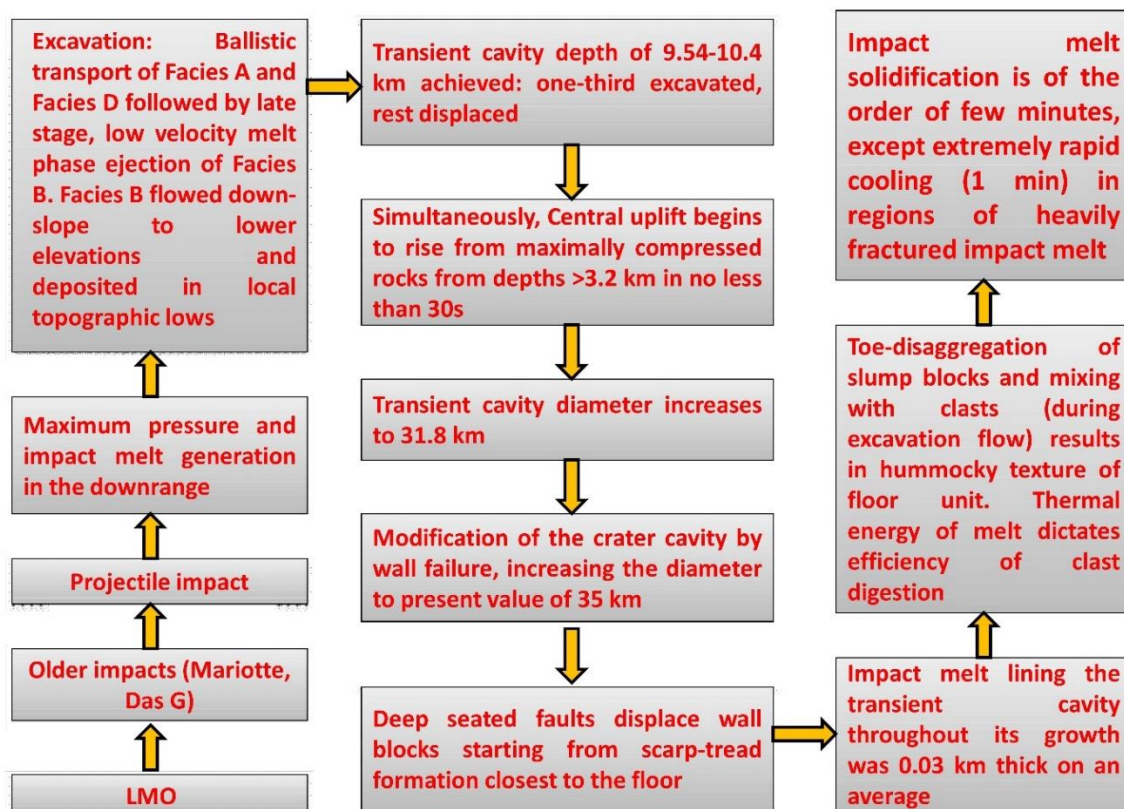 Excavation: Ballistic
transport of Facies A and
Facies D followed by late
stage, low velocity melt
phase ejection of Facies
B. Facies B flowed down-
slope to lower
elevations and
deposited in local
topographic lows
Maximum pressure and
impact melt generation
in the downrange
Projectile impact
Older impacts (Mariotte,
Das G)
LMO
Transient cavity depth of 9.54-10.4
km achieved: one-third excavated,
rest displaced
Simultaneously, Central uplift begins
to rise from maximally compressed
rocks from depths >3.2 km in no less
than 30s
Transient cavity diameter increases
to 31.8 km
Modification of the crater cavity by
wall failure, increasing the diameter
to present value of 35 km
Deep seated faults displace wall
blocks starting from scarp-tread
formation closest to the floor
Impact melt
solidification is of the
order of few minutes,
except extremely rapid
cooling (1 min) in
regions of heavily
fractured impact melt
Toe-disaggregation of
slump blocks and mixing
with clasts (during
excavation flow) results
in hummocky texture of
floor unit. Thermal
energy of melt dictates
efficiency of clast
digestion
Impact melt lining the
transient cavity
throughout its growth
was 0.03 km thick on an
average